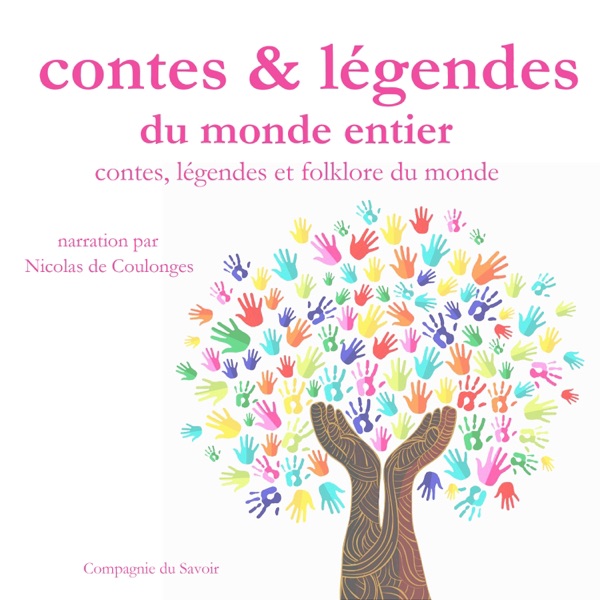 contes & légendes
du monde entier
contes, légendes et folklore du monde
narration par
Nicolas de Coulonges
Compagnie du Savoir